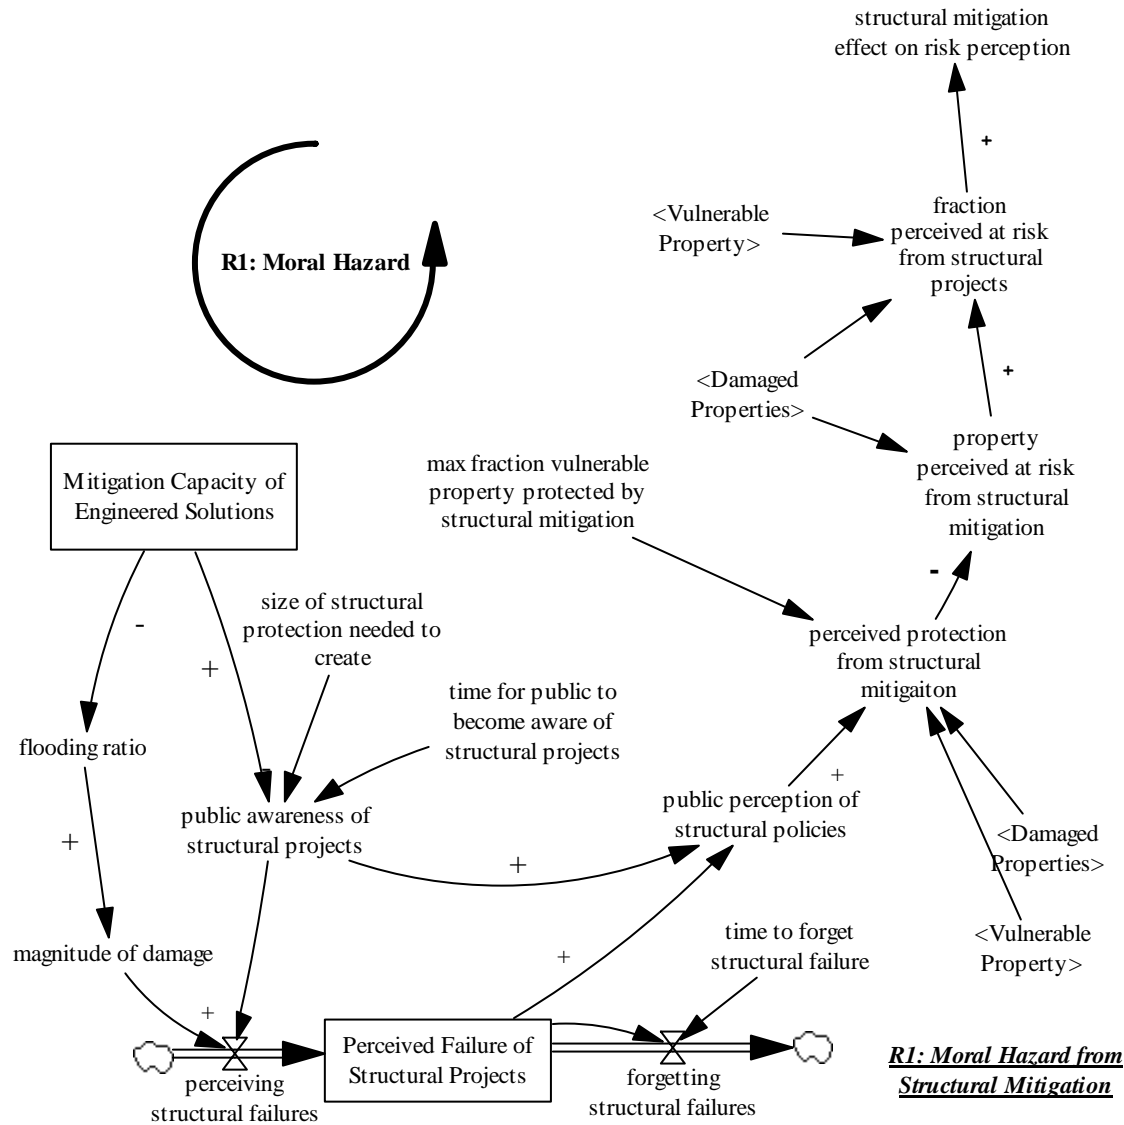 structural mitigation
effect on risk perception
+
<Vulnerable
Property>
fraction
perceived at risk
from structural
projects
R1: Moral Hazard
+
<Damaged
Properties>
property
perceived at risk
from structural
mitigation
max fraction vulnerable
property protected by
structural mitigation
Mitigation Capacity of
Engineered Solutions
-
size of structural
protection needed to
create
-
+
perceived protection
from structural
mitigaiton
time for public to
become aware of
structural projects
flooding ratio
-
+
public perception of
structural policies
public awareness of
structural projects
+
+
<Damaged
Properties>
magnitude of damage
+
time to forget
structural failure
<Vulnerable
Property>
+
Perceived Failure of
Structural Projects
perceiving
structural failures
forgetting
structural failures
R1: Moral Hazard from
Structural Mitigation